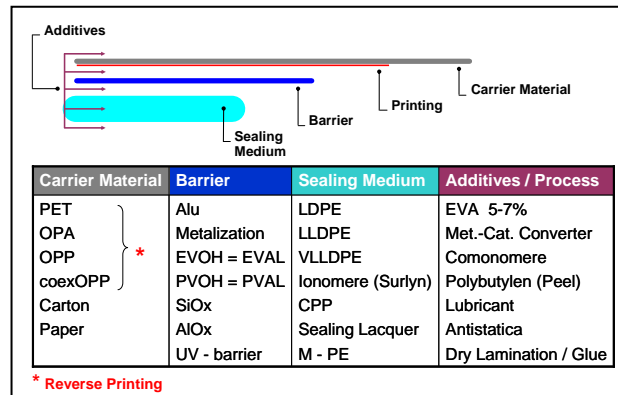 Additives
Carrier Material
Printing
Barrier
Sealing
Medium
Carrier Material Barrier Sealing Medium Additives / Process
PET Alu LDPE EVA 5-7%
OPA Metalization LLDPE Met.-Cat. Converter
OPP * EVOH = EVAL VLLDPE Comonomere
coexOPP PVOH = PVAL Ionomere (Surlyn) Polybutylen (Peel)
Carton SiOx CPP Lubricant
Paper AlOx Sealing Lacquer Antistatica
UV - barrier M - PE Dry Lamination / Glue
* Reverse Printing